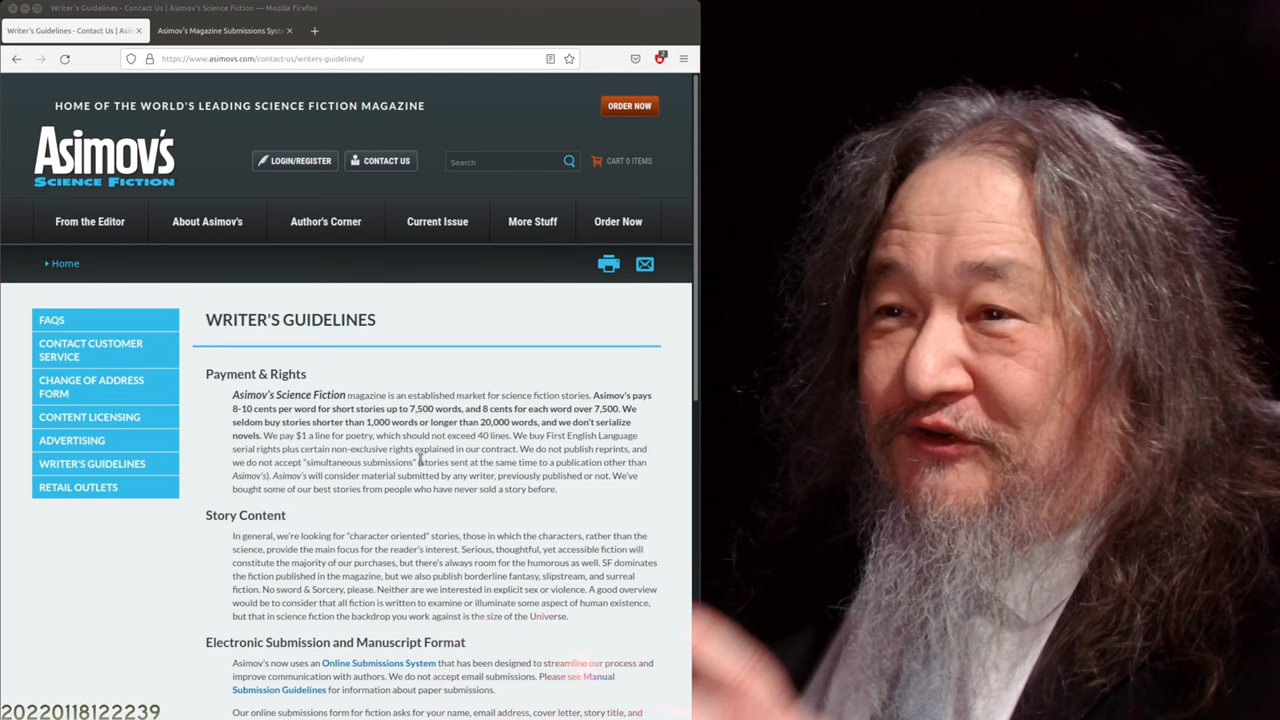 Writer's Guidelines - Contact Us | Asimov's Science Fiction — Mozilla Firefox
Writer's Guidelines - Contact Us | Asim
Asimov's Magazine Submissions Syst
https://www.asimovs.com/contact-us/writers-guidelines/
2
HOME OF THE WORLD'S LEADING SCIENCE FICTION MAGAZINE
ORDER NOW
Asimov's
SCIENCE FICTION
LOGIN/REGISTER
CONTACT US
Search
CART 0 ITEMS
From the Editor
About Asimov's
Author's Corner
Current Issue
More Stuff
Order Now
Home
FAQS
CONTACT CUSTOMER
SERVICE
CHANGE OF ADDRESS
FORM
CONTENT LICENSING
ADVERTISING
WRITER'S GUIDELINES
RETAIL OUTLETS
WRITER'S GUIDELINES
Payment & Rights
Asimov's Science Fiction magazine is an established market for science fiction stories. Asimov's pays
8-10 cents per word for short stories up to 7,500 words, and 8 cents for each word over 7,500. We
seldom buy stories shorter than 1,000 words or longer than 20,000 words, and we don't serialize
novels. We pay $1 a line for poetry, which should not exceed 40 lines. We buy First English Language
serial rights plus certain non-exclusive rights explained in our contract. We do not publish reprints, and
we do not accept "simultaneous submissions" (stories sent at the same time to a publication other than
Asimov's). Asimov's will consider material submitted by any writer, previously published or not. We've
bought some of our best stories from people who have never sold a story before.
Story Content
In general, we're looking for "character oriented" stories, those in which the characters, rather than the
science, provide the main focus for the reader's interest. Serious, thoughtful, yet accessible fiction will
constitute the majority of our purchases, but there's always room for the humorous as well. SF dominates
the fiction published in the magazine, but we also publish borderline fantasy, slipstream, and surreal
fiction. No sword & Sorcery, please. Neither are we interested in explicit sex or violence. A good overview
would be to consider that all fiction is written to examine or illuminate some aspect of human existence,
but that in science fiction the backdrop you work against is the size of the Universe.
Electronic Submission and Manuscript Format
Asimov's now uses an Online Submissions System that has been designed to streamline our process and
improve communication with authors. We do not accept email submissions. Please see Manual
Submission Guidelines for information about paper submissions.
Our online submissions form for fiction asks for your name, email address, cover letter, story title, and
20220118122239